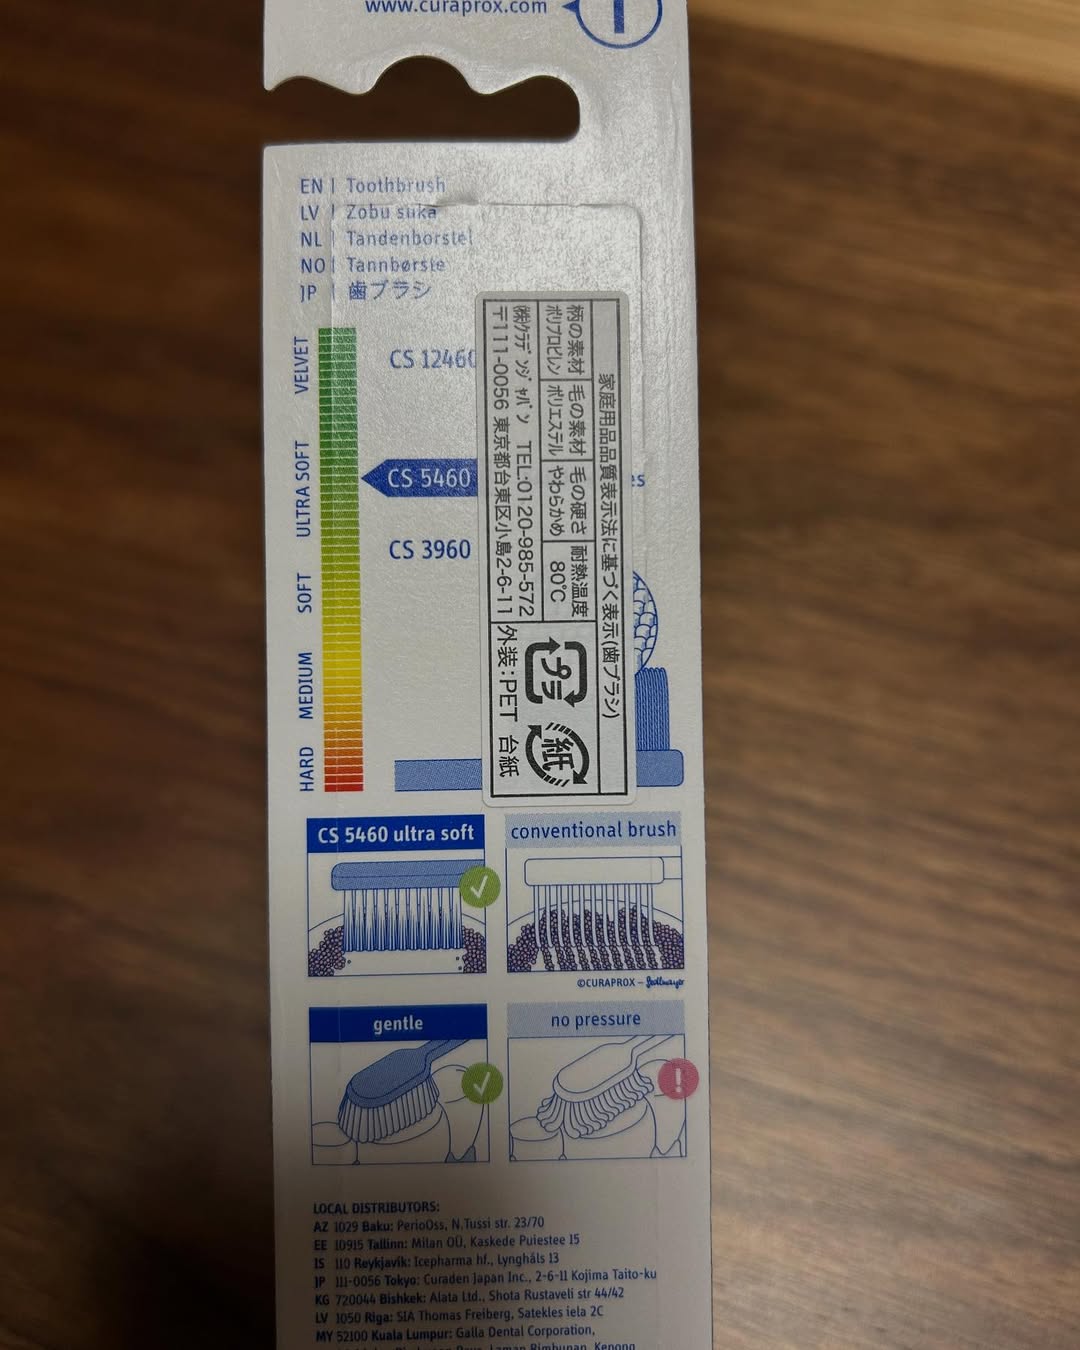 www.curaprox.com
EN | Toothbrush
LV | Zobu suka
NL | Tandenborstel
NO | Tannbørste
JP | 歯ブラシ
VELVET
ULTRA SOFT
SOFT
MEDIUM
HARD
CS 12460
CS 5460
CS 3960
es
家庭用品品質表示法に基づく表示(歯ブラシ)
柄の素材 毛の素材 毛の硬さ 耐熱温度
ポリプロピレン ポリエステル やわらかめ 80℃
㈱クラデンジャパン TEL:0120-985-572
〒111-0056 東京都台東区小島2-6-11
プラ
紙
外装:PET 台紙
CS 5460 ultra soft
conventional brush
©CURAPROX –
gentle
no pressure
LOCAL DISTRIBUTORS:
AZ 1029 Baku: PerioOss, N.Tussi str. 23/70
EE 10915 Tallinn: Milan OÜ, Kaskede Puiestee 15
IS 110 Reykjavík: Icepharma hf., Lyngháls 13
JP 111-0056 Tokyo: Curaden Japan Inc., 2-6-11 Kojima Taito-ku
KG 720044 Bishkek: Alata Ltd., Shota Rustaveli str 44/42
LV 1050 Riga: SIA Thomas Freiberg, Satekles iela 2C
MY 52100 Kuala Lumpur: Galla Dental Corporation,
Laman Rimbunan, Kepong